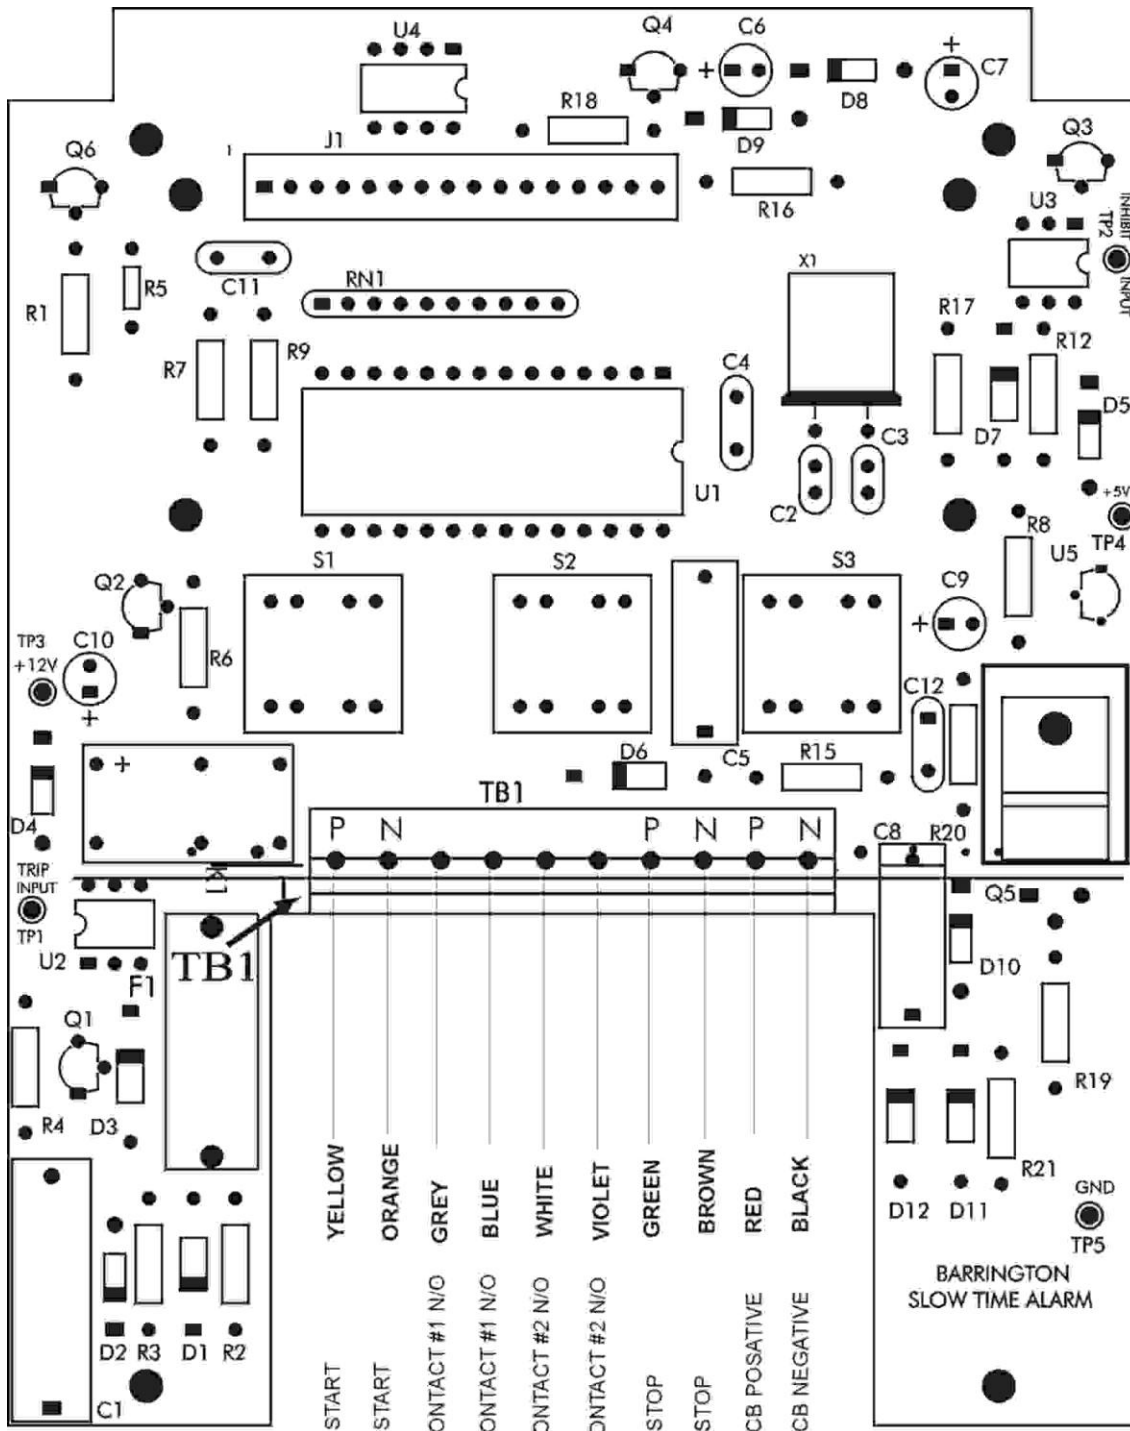 U4
Q4
C6
+
+
C7
D8
R18
D9
Q3
J1
Q6
R16
U3
INHIBIT
TP2
INPUT
C11
R5
RN1
X1
R1
R17
R12
R7
R9
C4
D5
D7
C3
U1
C2
+5V
TP4
R8
U5
S1
S2
S3
Q2
C9
+
TP3
+12V
C10
+
R6
C12
+
D6
C5
R15
D4
TB1
P N P N P N
C8
R20
TRIP
INPUT
TP1
K1
Q5
U2
TB1
F1
D10
Q1
R4
D3
R19
R21
D12
D11
GND
TP5
YELLOW
ORANGE
GREY
BLUE
WHITE
VIOLET
GREEN
BROWN
RED
BLACK
BARRINGTON
SLOW TIME ALARM
START
START
ONTACT #1 N/O
ONTACT #1 N/O
ONTACT #2 N/O
ONTACT #2 N/O
STOP
STOP
CB POSATIVE
CB NEGATIVE
D2
R3
D1
R2
C1